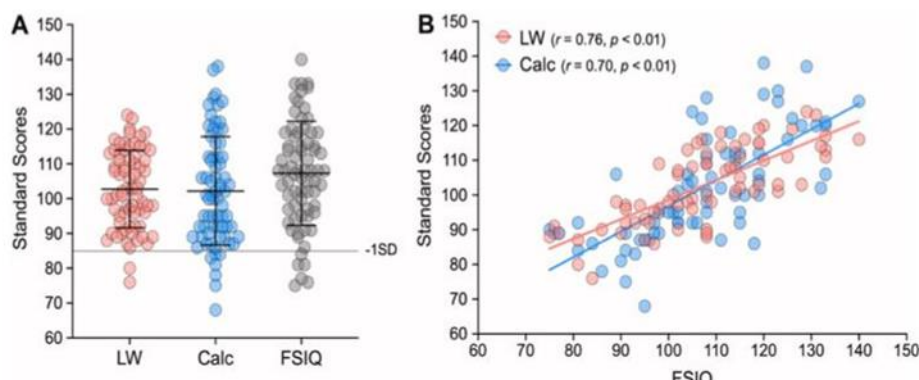 A
Standard Scores
150
140
130
120
110
100
90
80
70
60
-1SD
LW
Calc
FSIQ
B
Standard Scores
150
140
130
120
110
100
90
80
70
60
LW (r = 0.76, p < 0.01)
Calc (r = 0.70, p < 0.01)
60 70 80 90 100 110 120 130 140 150
FSIQ